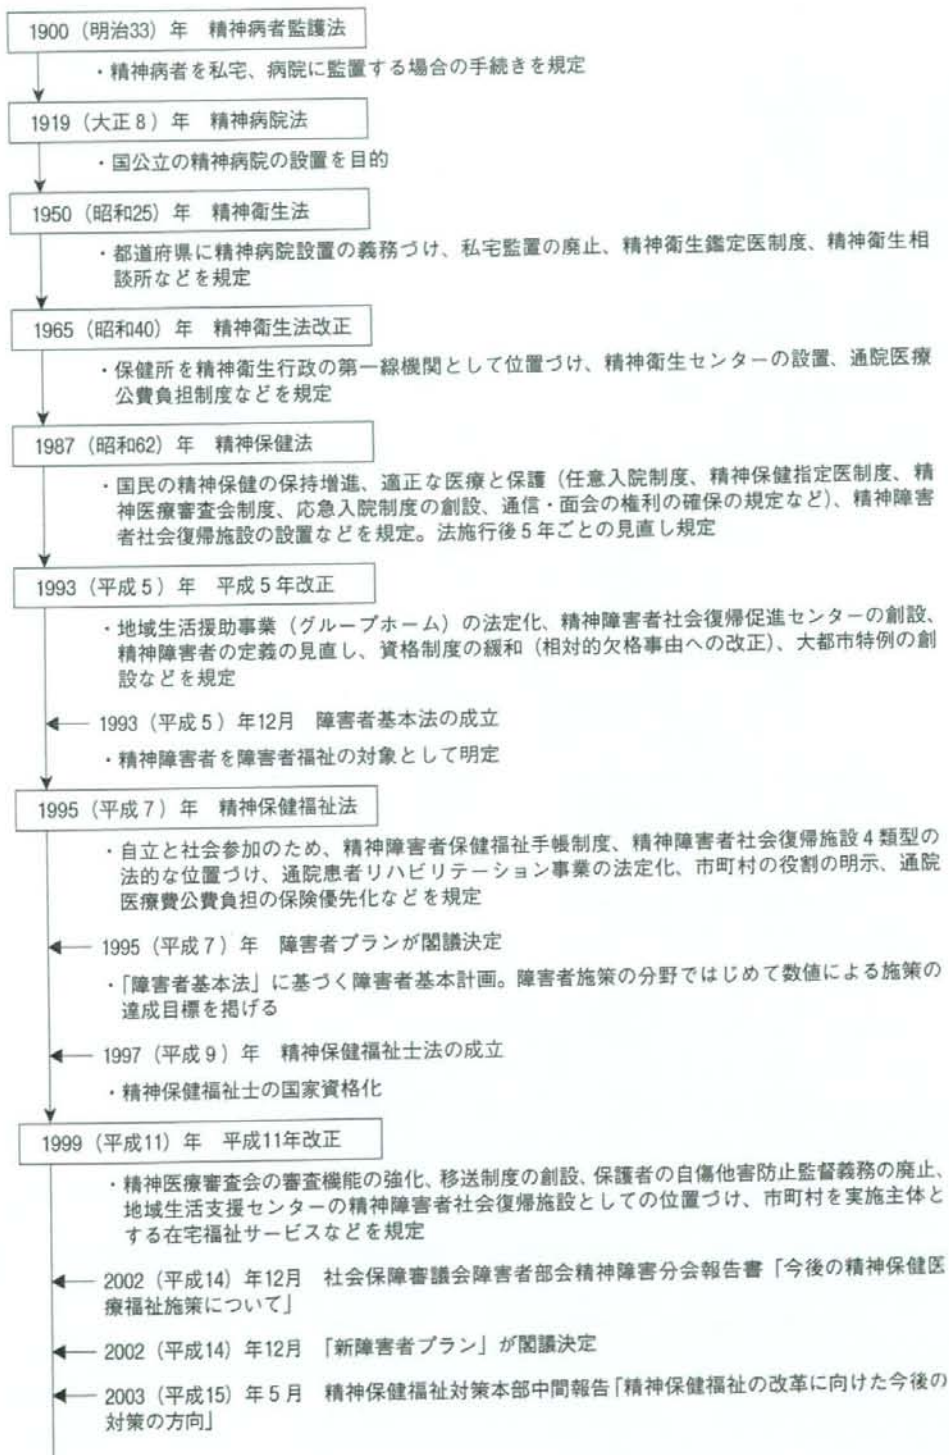 1900（明治33）年　精神病者監護法
・精神病者を私宅、病院に監置する場合の手続きを規定
1919（大正８）年　精神病院法
・国公立の精神病院の設置を目的
1950（昭和25）年　精神衛生法
・都道府県に精神病院設置の義務づけ、私宅監置の廃止、精神衛生鑑定医制度、精神衛生相
談所などを規定
1965（昭和40）年　精神衛生法改正
・保健所を精神衛生行政の第一線機関として位置づけ、精神衛生センターの設置、通院医療
公費負担制度などを規定
1987（昭和62）年　精神保健法
・国民の精神保健の保持増進、適正な医療と保護（任意入院制度、精神保健指定医制度、精
神医療審査会制度、応急入院制度の創設、通信・面会の権利の確保の規定など）、精神障害
者社会復帰施設の設置などを規定。法施行後５年ごとの見直し規定
1993（平成５）年　平成５年改正
・地域生活援助事業（グループホーム）の法定化、精神障害者社会復帰促進センターの創設、
精神障害者の定義の見直し、資格制度の緩和（相対的欠格事由への改正）、大都市特例の創
設などを規定
1993（平成５）年12月　障害者基本法の成立
・精神障害者を障害者福祉の対象として明定
1995（平成７）年　精神保健福祉法
・自立と社会参加のため、精神障害者保健福祉手帳制度、精神障害者社会復帰施設４類型の
法的な位置づけ、通院患者リハビリテーション事業の法定化、市町村の役割の明示、通院
医療費公費負担の保険優先化などを規定
1995（平成７）年　障害者プランが閣議決定
・「障害者基本法」に基づく障害者基本計画。障害者施策の分野ではじめて数値による施策の
達成目標を掲げる
1997（平成９）年　精神保健福祉士法の成立
・精神保健福祉士の国家資格化
1999（平成11）年　平成11年改正
・精神医療審査会の審査機能の強化、移送制度の創設、保護者の自傷他害防止監督義務の廃止、
地域生活支援センターの精神障害者社会復帰施設としての位置づけ、市町村を実施主体と
する在宅福祉サービスなどを規定
2002（平成14）年12月　社会保障審議会障害者部会精神障害分会報告書「今後の精神保健医
療福祉施策について」
2002（平成14）年12月　「新障害者プラン」が閣議決定
2003（平成15）年５月　精神保健福祉対策本部中間報告「精神保健福祉の改革に向けた今後の
対策の方向」